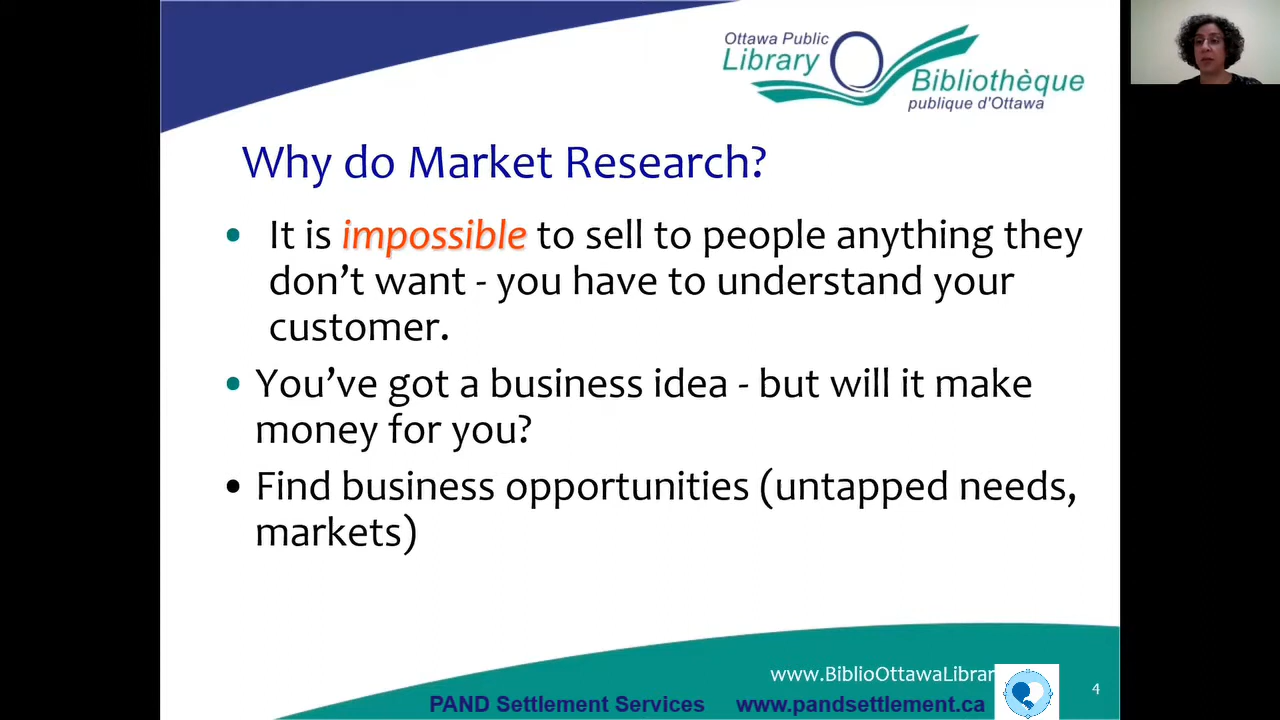 Ottawa Public
Library
Bibliothèque
publique d'Ottawa
Why do Market Research?
• It is impossible to sell to people anything they
don’t want - you have to understand your
customer.
• You’ve got a business idea - but will it make
money for you?
• Find business opportunities (untapped needs,
markets)
www.BiblioOttawaLibrar
4
PAND Settlement Services www.pandsettlement.ca